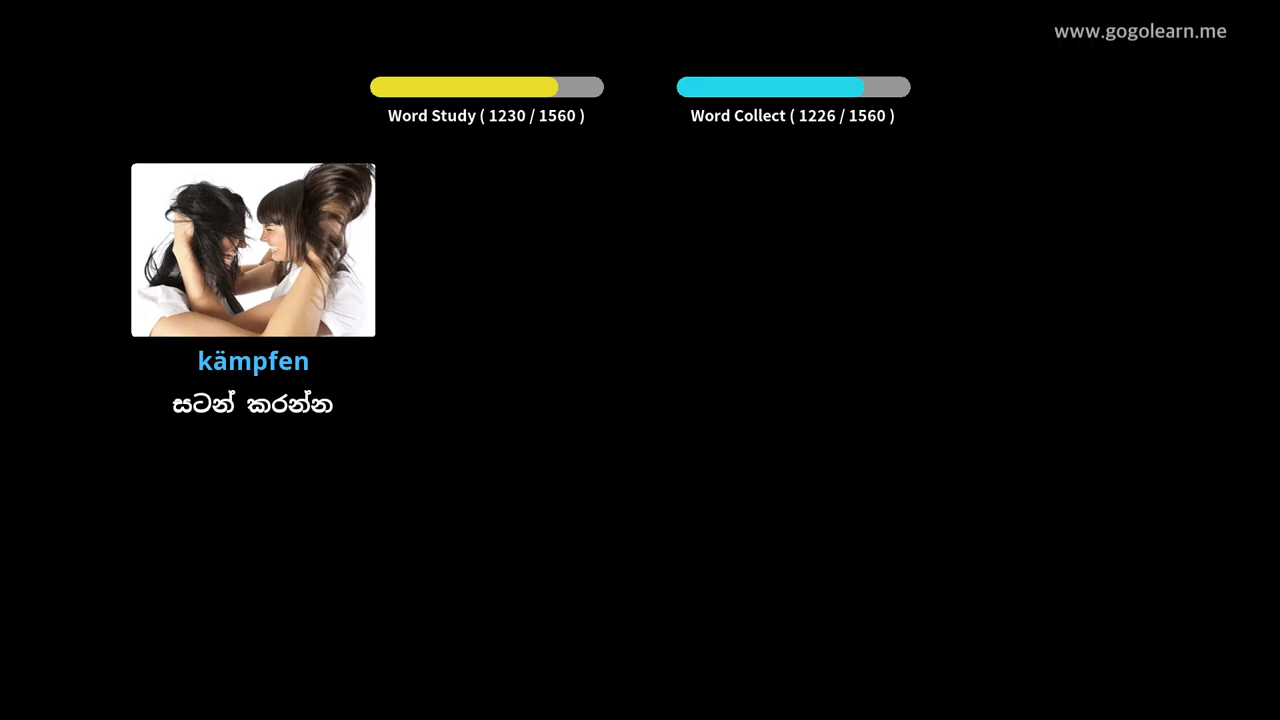 www.gogolearn.me
Word Study ( 1230 / 1560 )
Word Collect ( 1226 / 1560 )
kämpfen
සටන් කරන්න